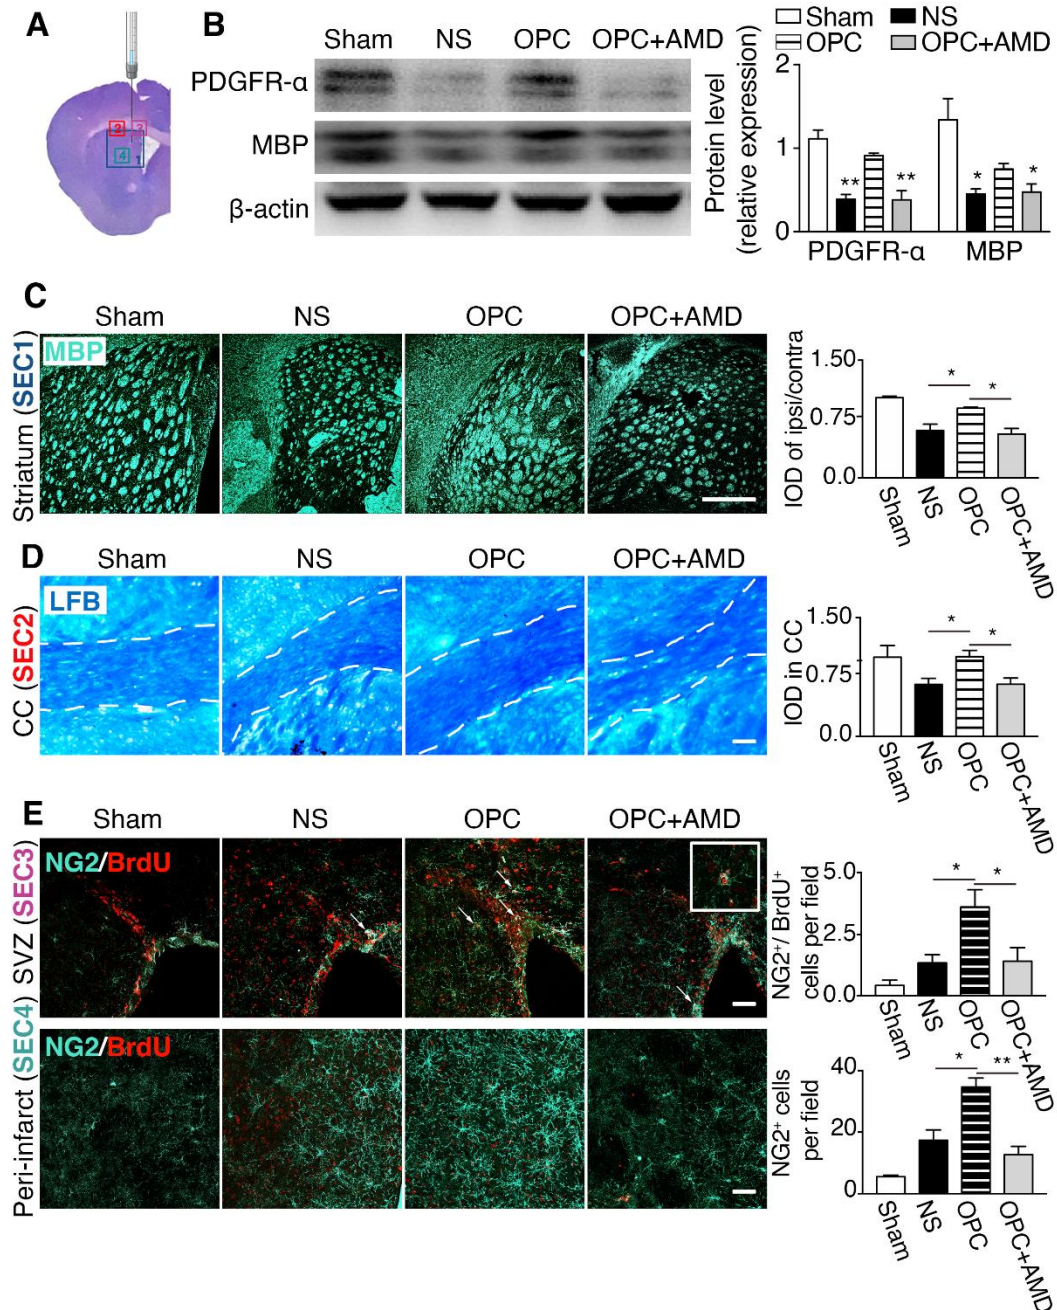 A
2
3
4
1
B
Sham NS OPC OPC+AMD
PDGFR-α
MBP
β-actin
Sham NS
OPC OPC+AMD
Protein level
(relative expression)
2
1
0
** **
* *
PDGFR-α MBP
C
Sham NS OPC OPC+AMD
Striatum (SEC1)
MBP
IOD of ipsi/contra
1.50
0.75
0.0
* *
Sham NS OPC OPC+AMD
D
Sham NS OPC OPC+AMD
CC (SEC2)
LFB
IOD in CC
1.50
0.75
0.0
* *
Sham NS OPC OPC+AMD
E
Sham NS OPC OPC+AMD
SVZ (SEC3)
NG2/BrdU
NG2⁺/ BrdU⁺
cells per field
5.0
2.5
0
* *
Sham NS OPC OPC+AMD
Peri-infarct (SEC4)
NG2/BrdU
NG2⁺ cells
per field
40
20
0
* **
Sham NS OPC OPC+AMD